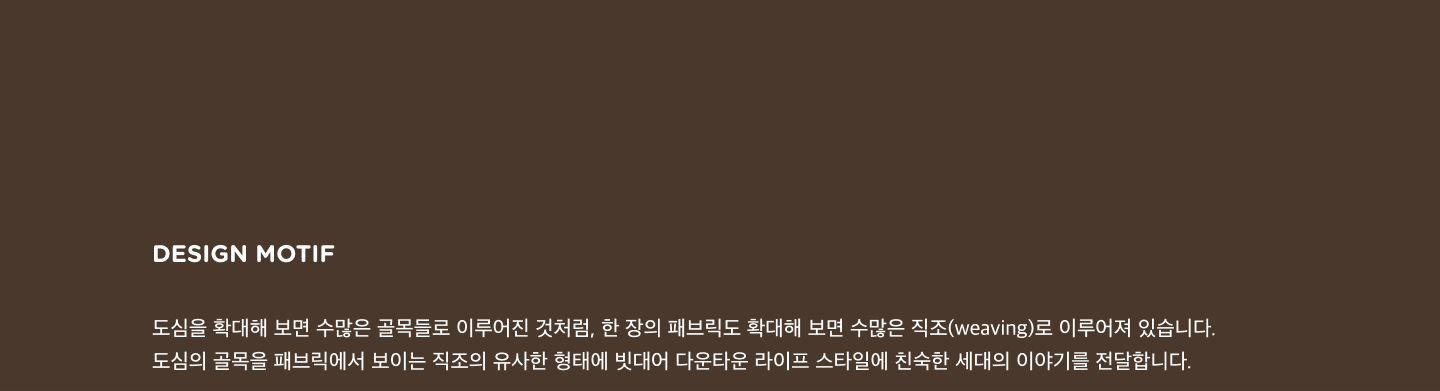 DESIGN MOTIF
도심을 확대해 보면 수많은 골목들로 이루어진 것처럼, 한 장의 패브릭도 확대해 보면 수많은 직조(weaving)로 이루어져 있습니다.
도심의 골목을 패브릭에서 보이는 직조의 유사한 형태에 빗대어 다운타운 라이프 스타일에 친숙한 세대의 이야기를 전달합니다.